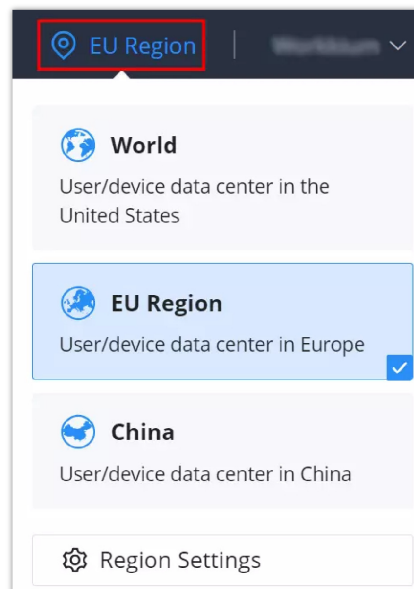 EU Region
World
User/device data center in the
United States
EU Region
User/device data center in Europe
China
User/device data center in China
Region Settings